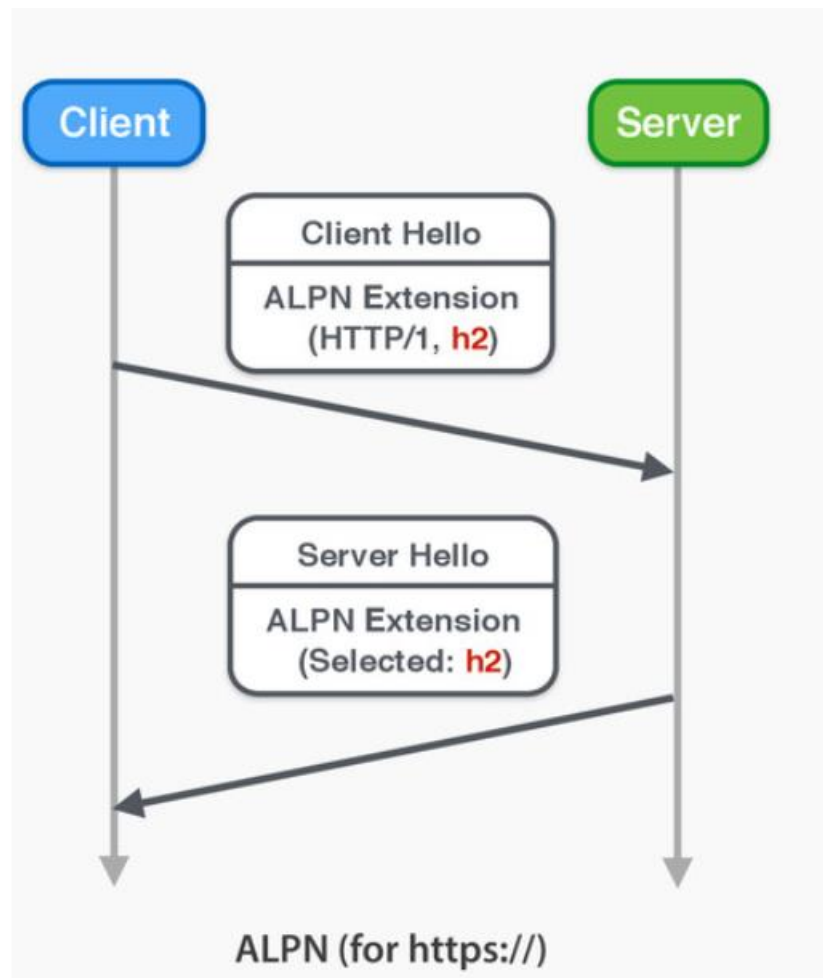 Client
Server
Client Hello
ALPN Extension
(HTTP/1, h2)
Server Hello
ALPN Extension
(Selected: h2)
ALPN (for https://)